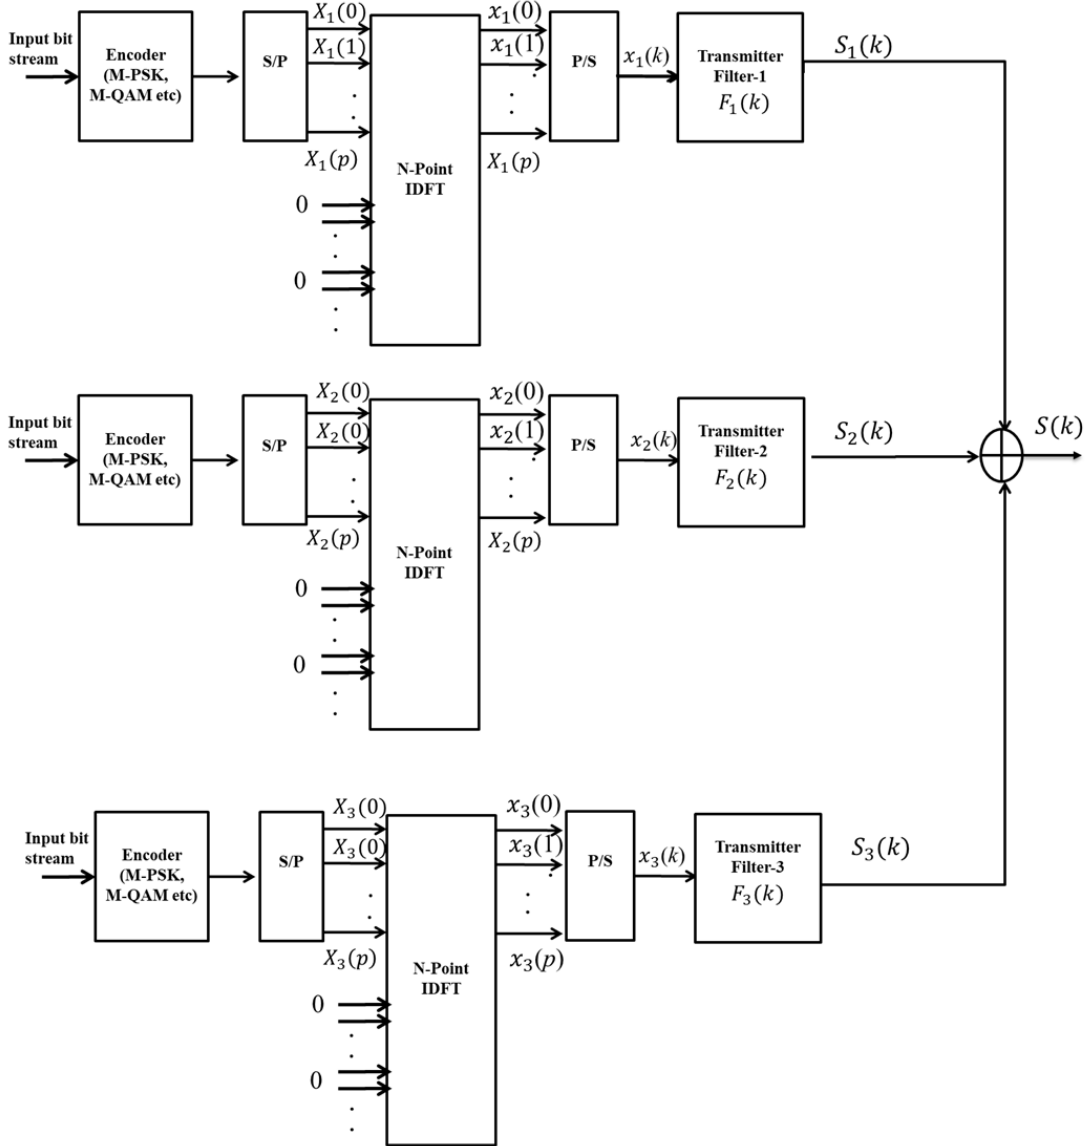 X₁(0)
x₁(0)
Input bit
stream
Encoder
(M-PSK,
M-QAM etc)
S/P
X₁(1)
x₁(1)
P/S
x₁(k)
Transmitter
Filter-1
F₁(k)
S₁(k)
X₁(p)
X₁(p)
N-Point
IDFT
0
0
X₂(0)
x₂(0)
Input bit
stream
Encoder
(M-PSK,
M-QAM etc)
S/P
X₂(0)
x₂(1)
P/S
x₂(k)
Transmitter
Filter-2
F₂(k)
S₂(k)
S(k)
X₂(p)
X₂(p)
N-Point
IDFT
0
0
X₃(0)
x₃(0)
Input bit
stream
Encoder
(M-PSK,
M-QAM etc)
S/P
X₃(0)
x₃(1)
P/S
x₃(k)
Transmitter
Filter-3
F₃(k)
S₃(k)
X₃(p)
x₃(p)
N-Point
IDFT
0
0